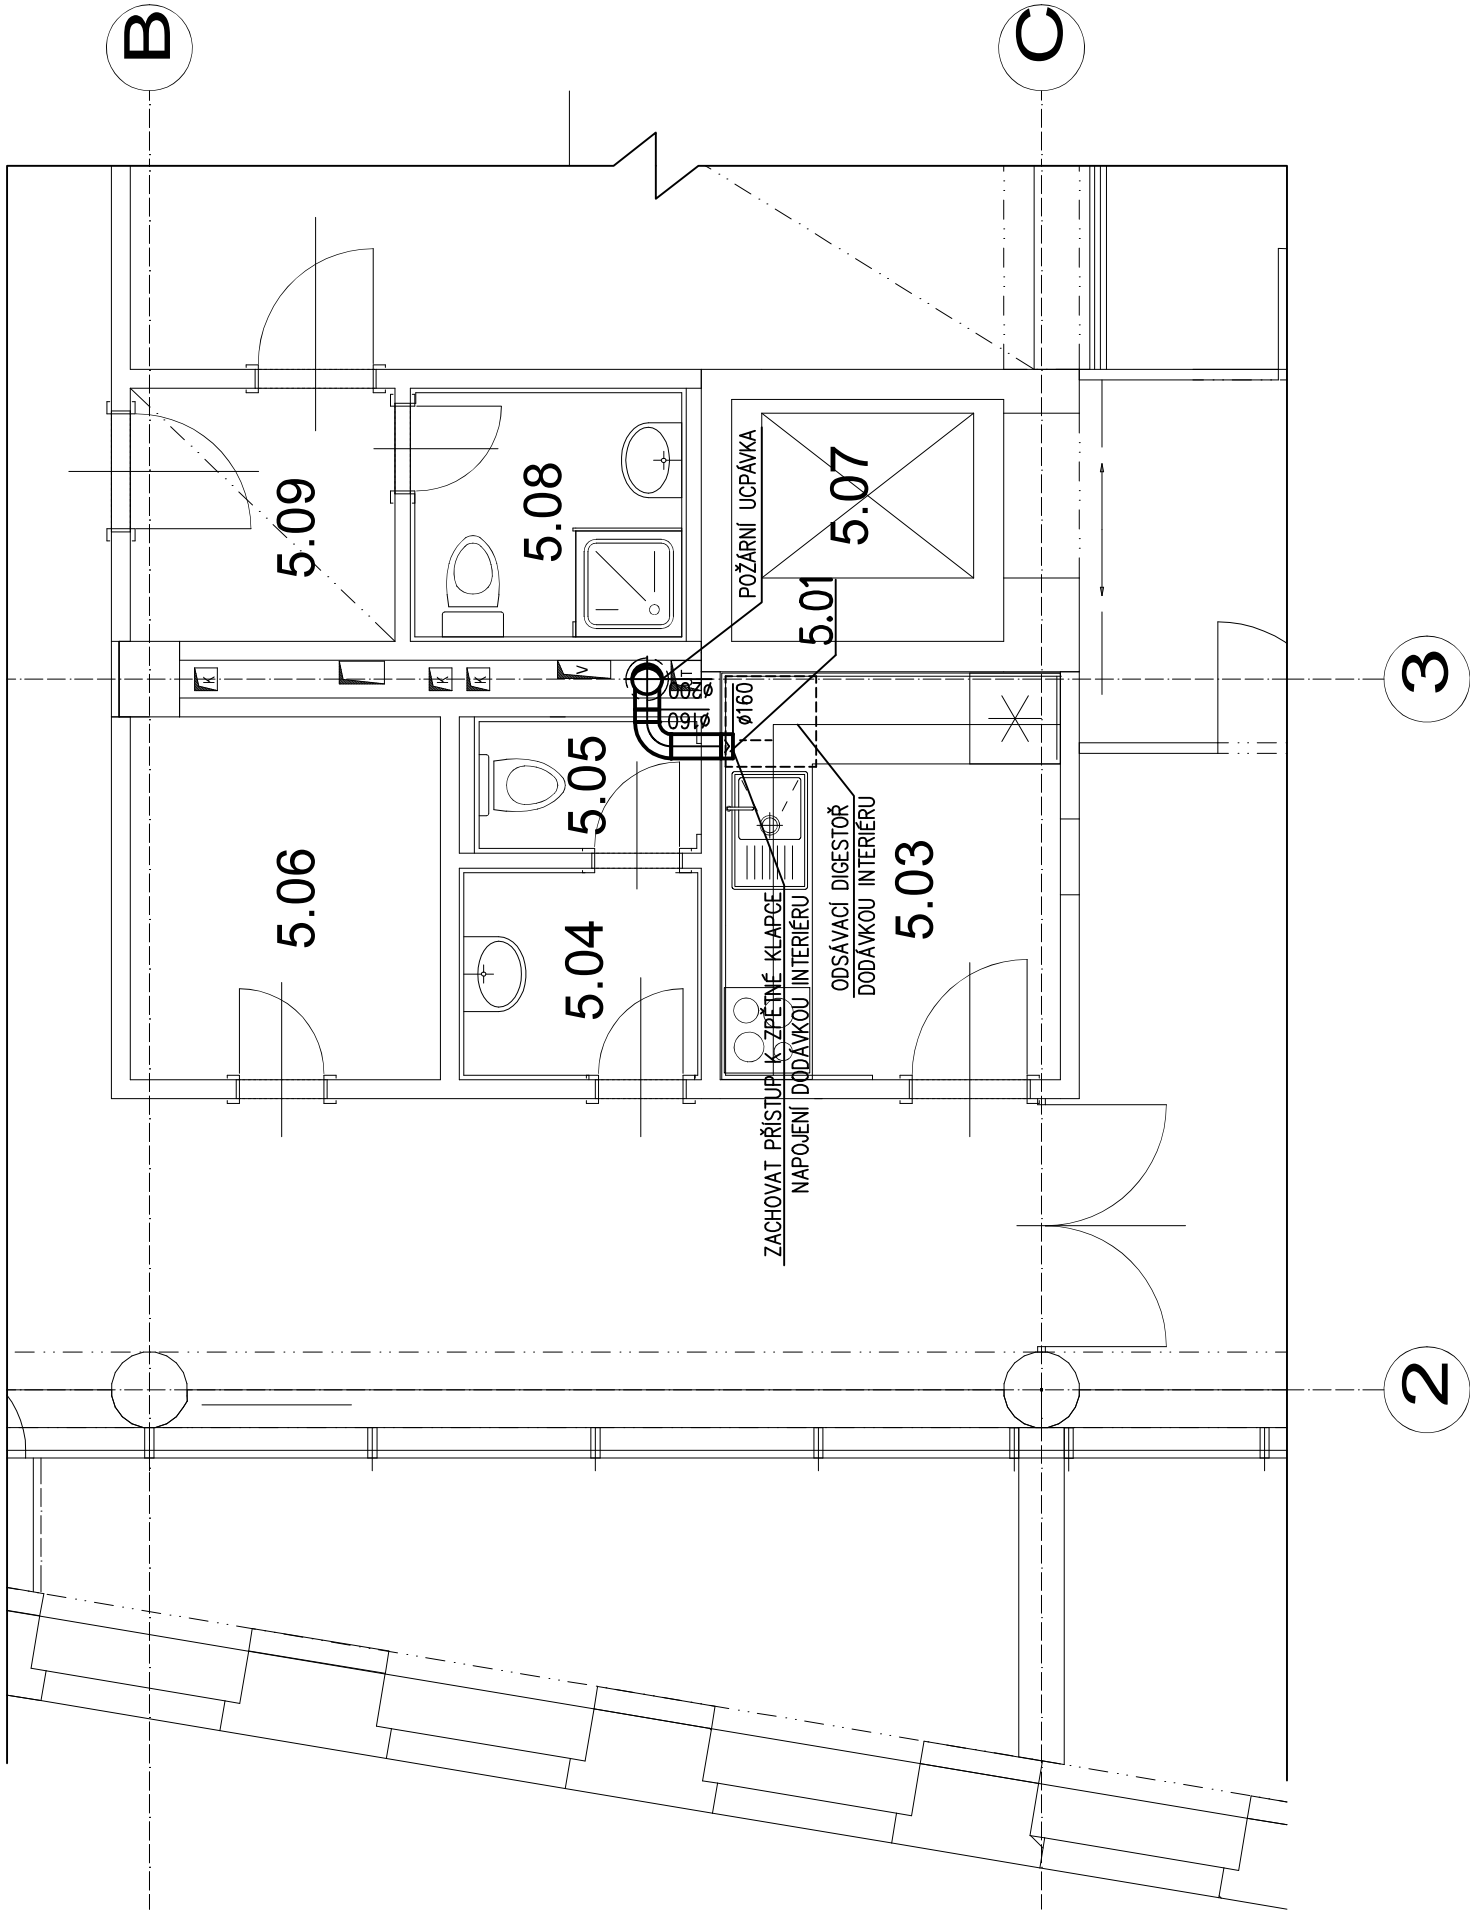 B
C
3
2
5.09
5.08
5.07
5.01
5.06
5.05
5.04
5.03
POŽÁRNÍ UCPÁVKA
K
K
K
V
ø200
ø160
ø160
ODSÁVACÍ DIGESTOŘ
DODÁVKOU INTERIÉRU
ZACHOVAT PŘÍSTUP K ZPĚTNÉ KLAPCE
NAPOJENÍ DODÁVKOU INTERIÉRU